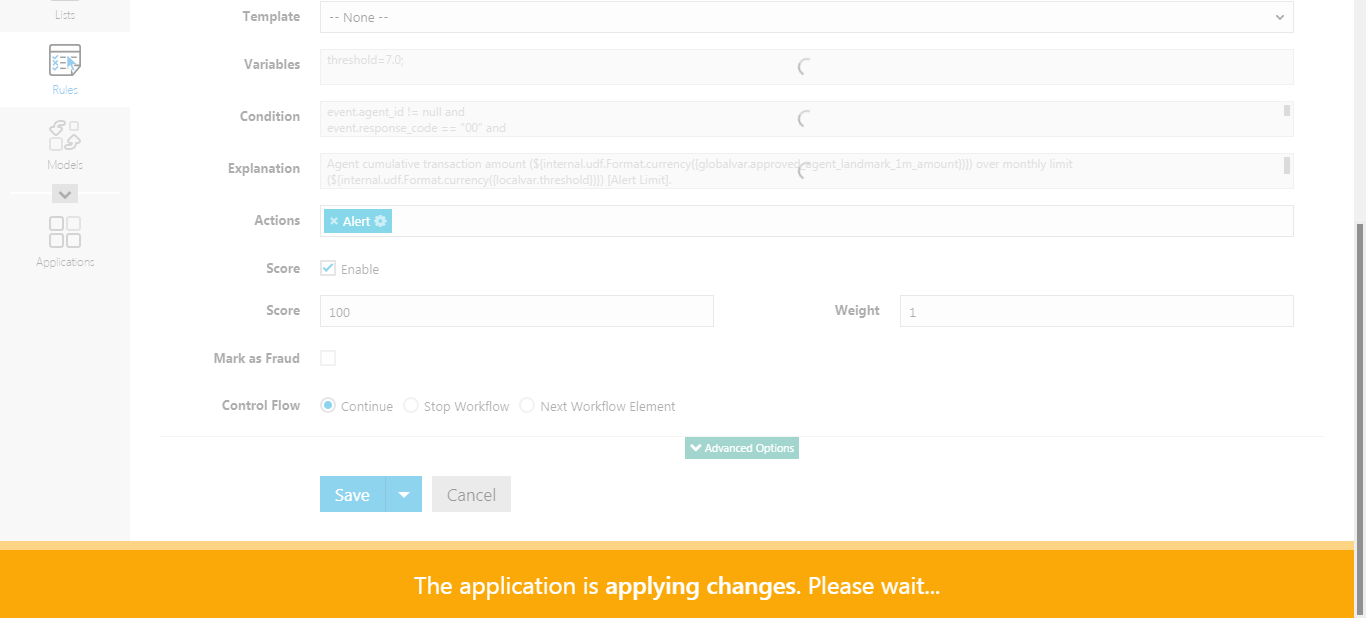 Lists
Rules
Models
Applications
Template
-- None --
Variables
threshold=7.0;
Condition
event.agent_id != null and
event.response_code == "00" and
Explanation
Agent cumulative transaction amount (${internal.udf.Format.currency({globalvar.approved_agent_landmark_1m_amount})}) over monthly limit
(${internal.udf.Format.currency({localvar.threshold})}) [Alert Limit].
Actions
× Alert
Score
Enable
Score
100
Weight
1
Mark as Fraud
Control Flow
Continue
Stop Workflow
Next Workflow Element
Advanced Options
Save
Cancel
The application is applying changes. Please wait...